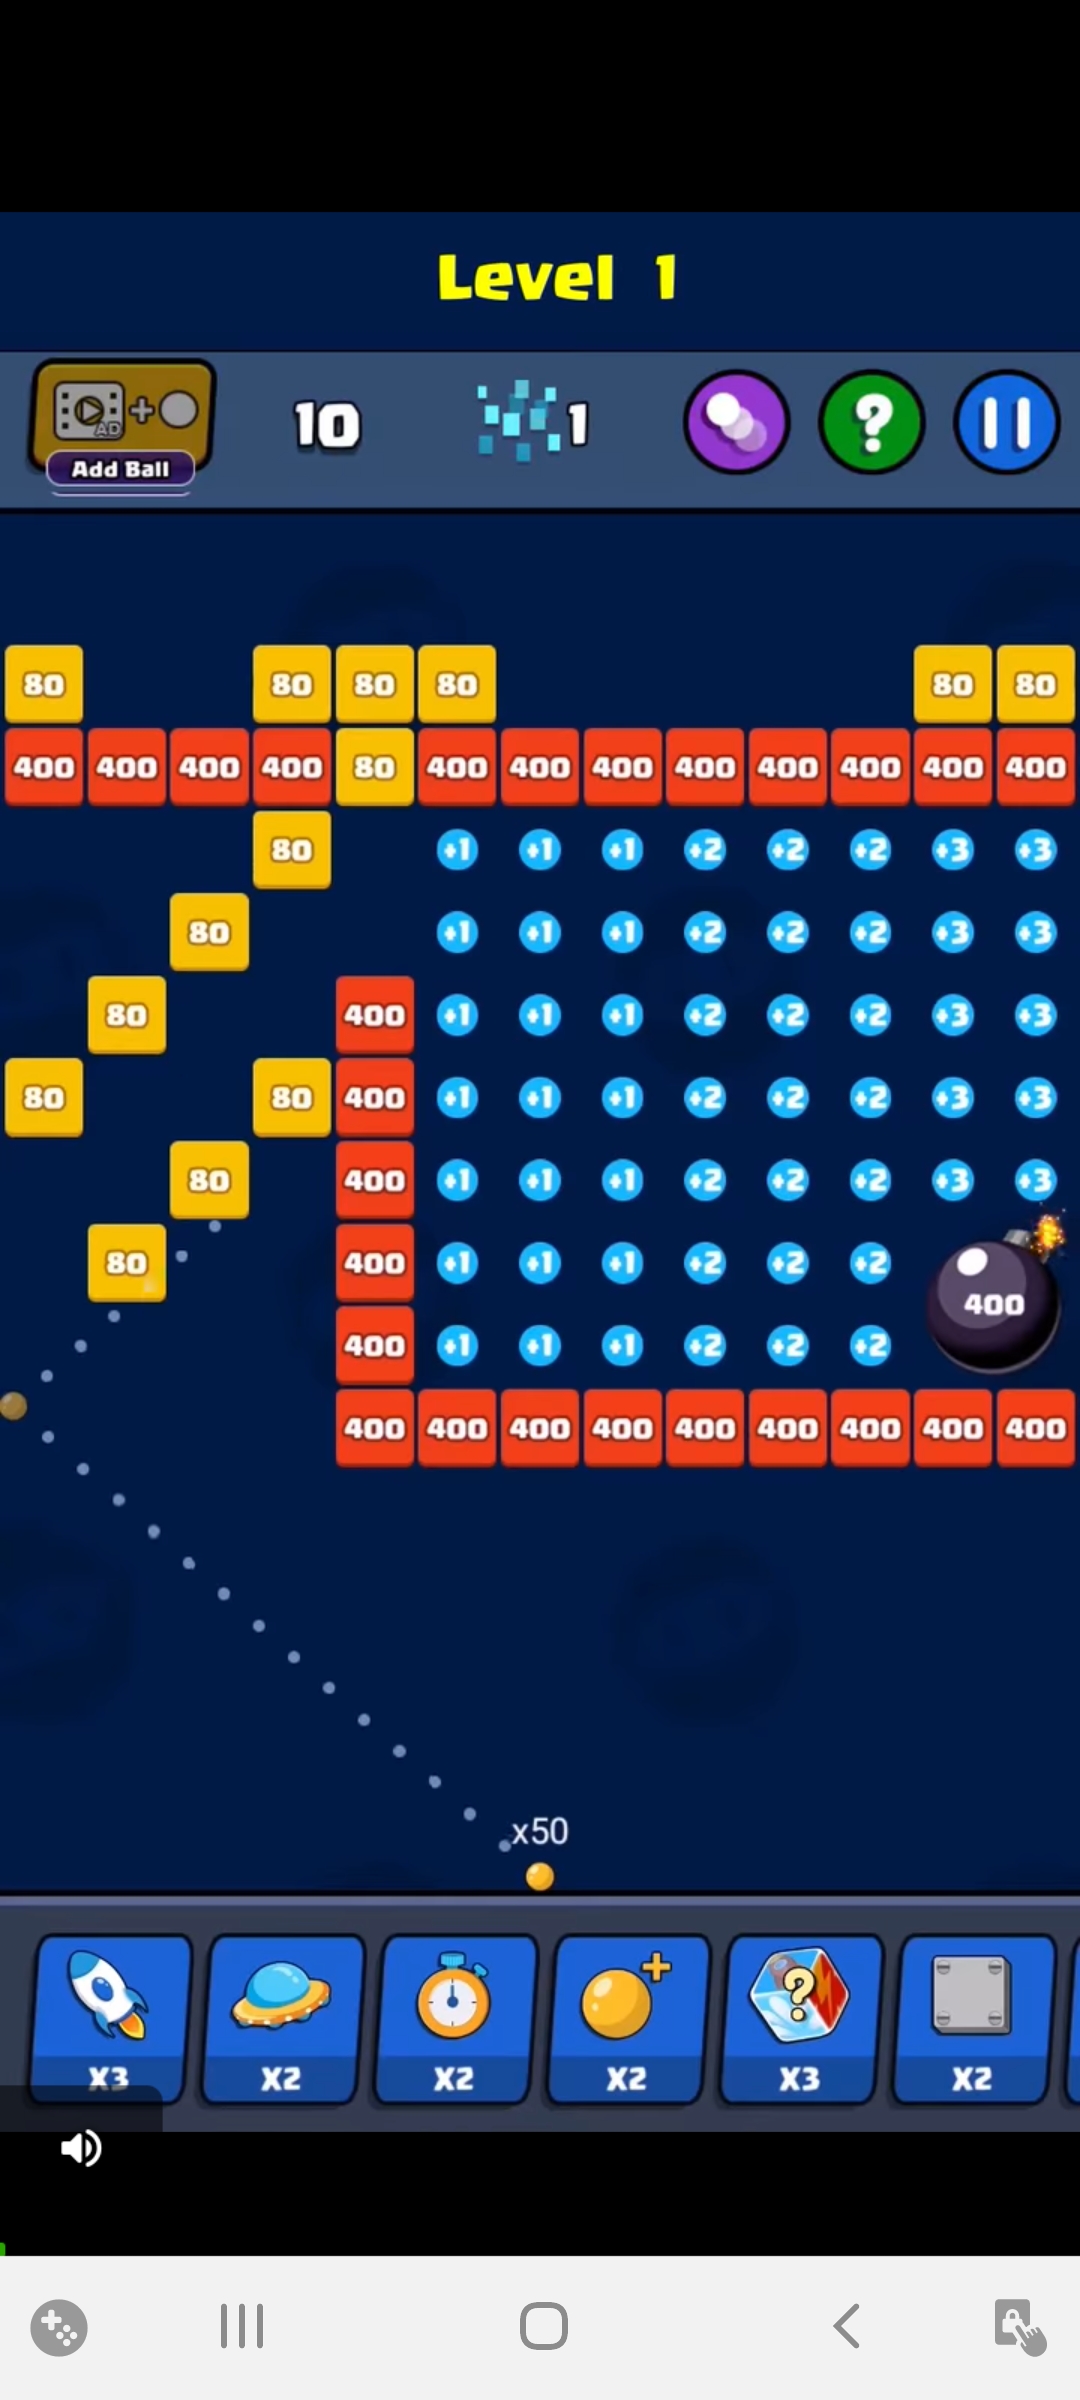 Level 1
AD
Add Ball
10
1
?
80 80 80 80 80 80
400 400 400 400 80 400 400 400 400 400 400 400 400
80 +1 +1 +1 +2 +2 +2 +3 +3
80 +1 +1 +1 +2 +2 +2 +3 +3
80 400 +1 +1 +1 +2 +2 +2 +3 +3
80 80 400 +1 +1 +1 +2 +2 +2 +3 +3
80 400 +1 +1 +1 +2 +2 +2 +3 +3
80 400 +1 +1 +1 +2 +2 +2 400
400 +1 +1 +1 +2 +2 +2
400 400 400 400 400 400 400 400 400
x50
?
X3 X2 X2 X2 X3 X2